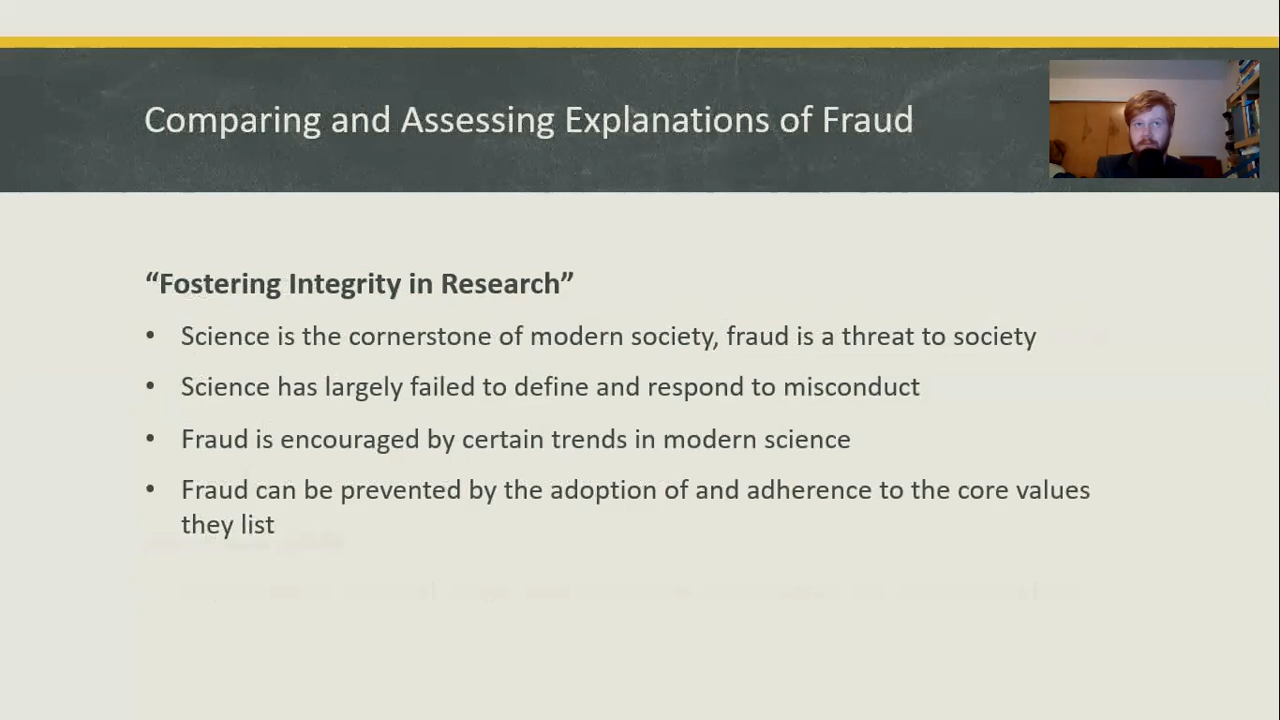 Comparing and Assessing Explanations of Fraud
“Fostering Integrity in Research”
• Science is the cornerstone of modern society, fraud is a threat to society
• Science has largely failed to define and respond to misconduct
• Fraud is encouraged by certain trends in modern science
• Fraud can be prevented by the adoption of and adherence to the core values
they list